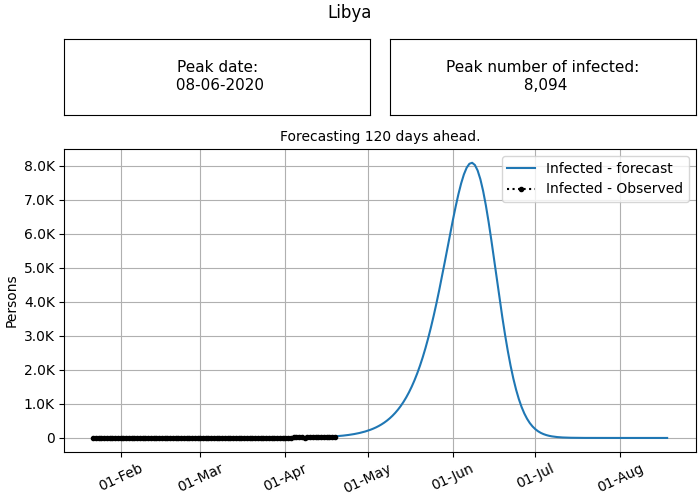 Libya
Peak date:
08-06-2020
Peak number of infected:
8,094
Forecasting 120 days ahead.
Infected - forecast
Infected - Observed
8.0K
7.0K
6.0K
5.0K
4.0K
3.0K
2.0K
1.0K
0
Persons
01-Feb
01-Mar
01-Apr
01-May
01-Jun
01-Jul
01-Aug